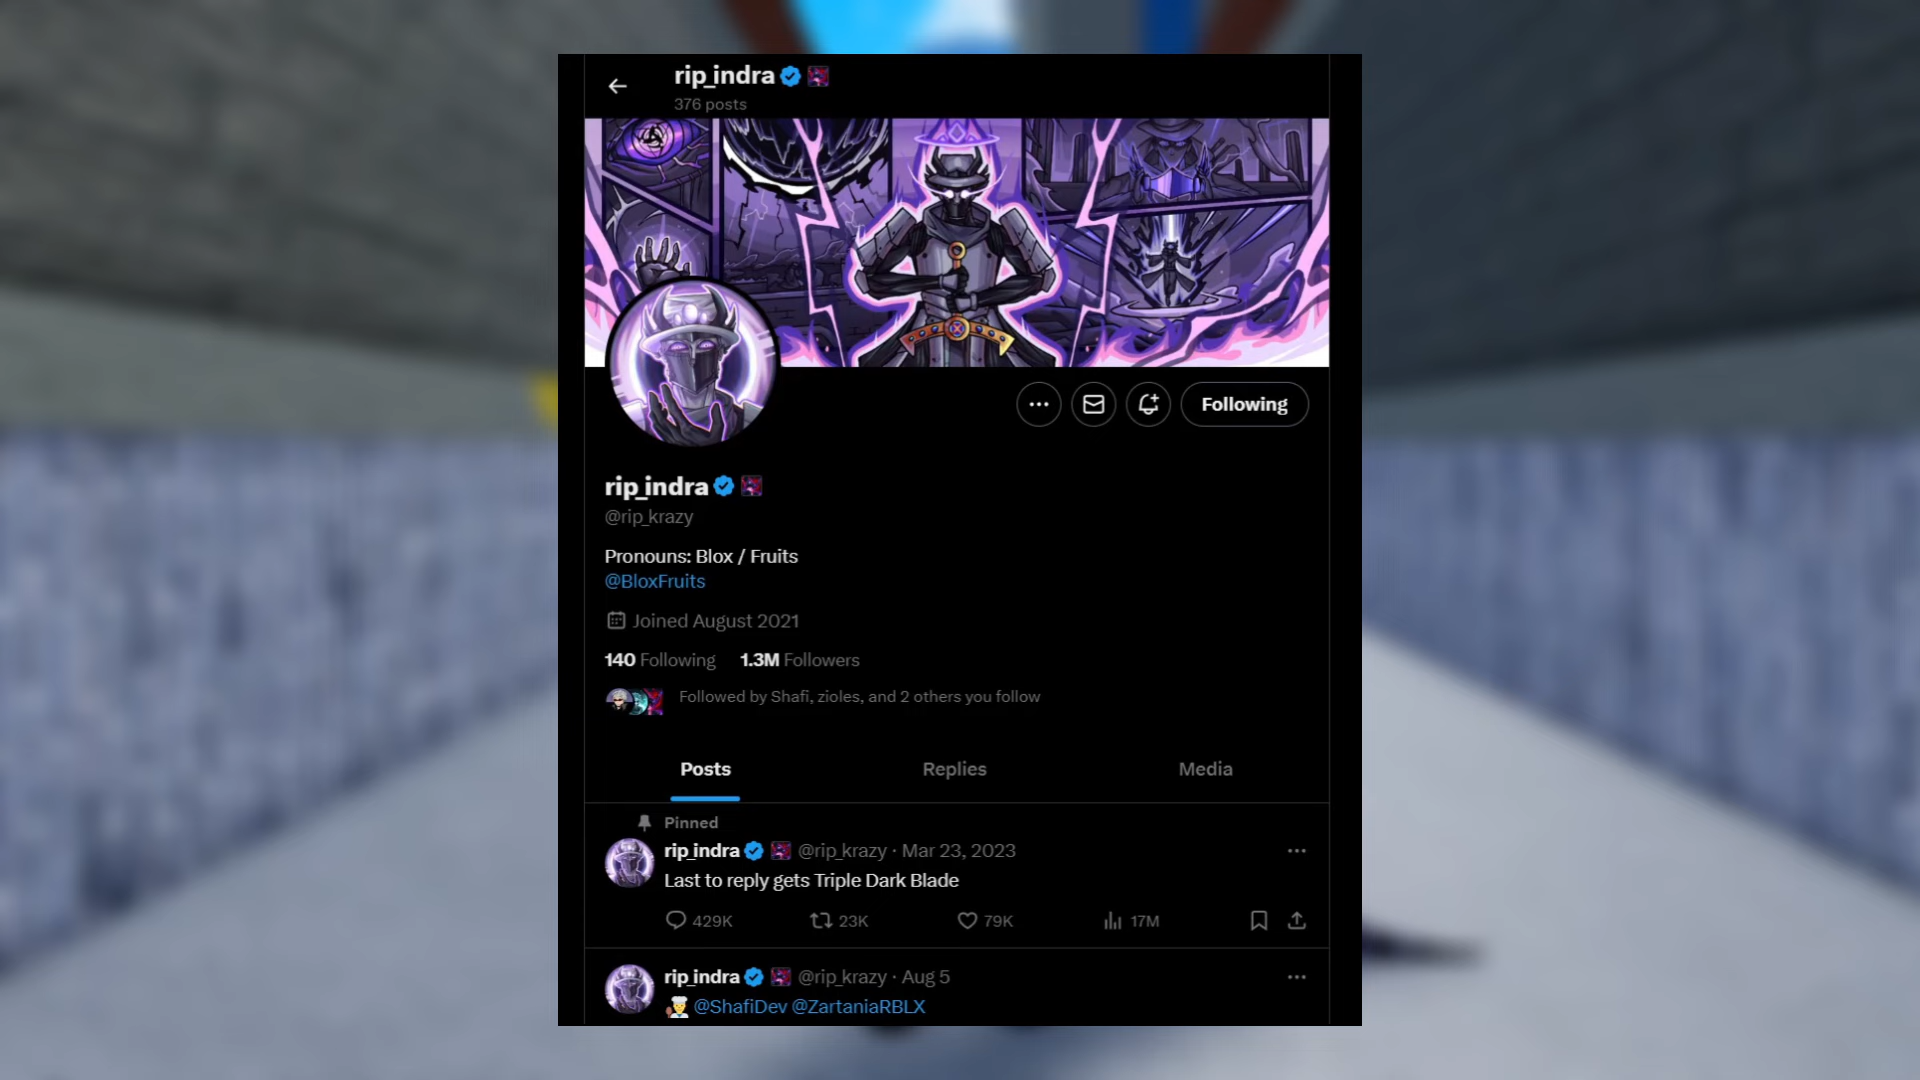 rip_indra
376 posts
Following
rip_indra
@rip_krazy
Pronouns: Blox / Fruits
@BloxFruits
Joined August 2021
140 Following 1.3M Followers
Followed by Shafi, zioles, and 2 others you follow
Posts Replies Media
Pinned
rip_indra @rip_krazy · Mar 23, 2023
Last to reply gets Triple Dark Blade
429K 23K 79K 17M
rip_indra @rip_krazy · Aug 5
@ShafiDev @ZartaniaRBLX